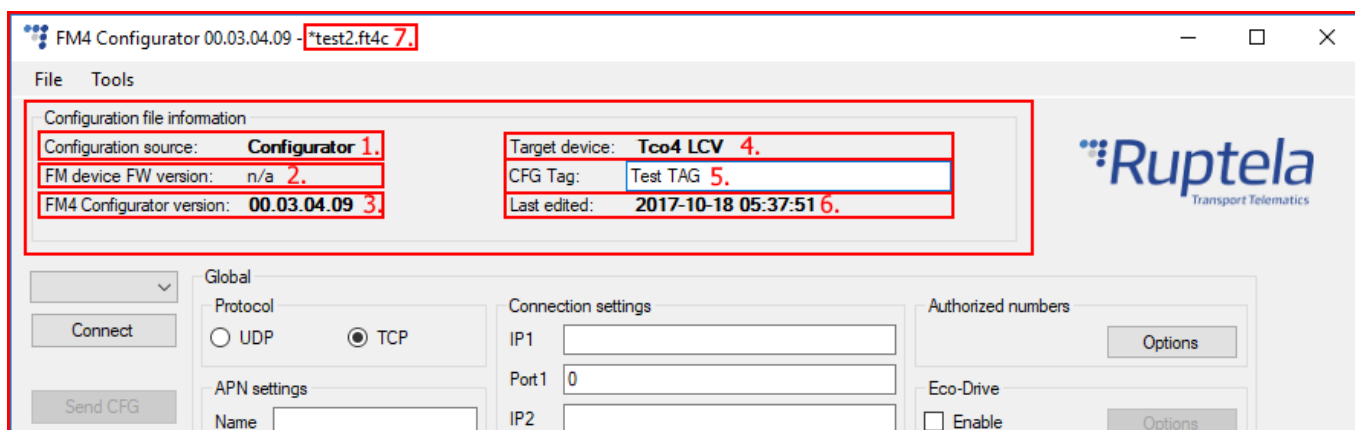 FM4 Configurator 00.03.04.09 - *test2.ft4c 7.
File Tools
Configuration file information
Configuration source: Configurator 1.
Target device: Tco4 LCV 4.
FM device FW version: n/a 2.
CFG Tag: Test TAG 5.
FM4 Configurator version: 00.03.04.09 3.
Last edited: 2017-10-18 05:37:51 6.
Ruptela
Transport Telematics
Connect
Send CFG
Global
Protocol
UDP TCP
APN settings
Name
Connection settings
IP1
Port1 0
IP2
Authorized numbers
Options
Eco-Drive
Enable Options